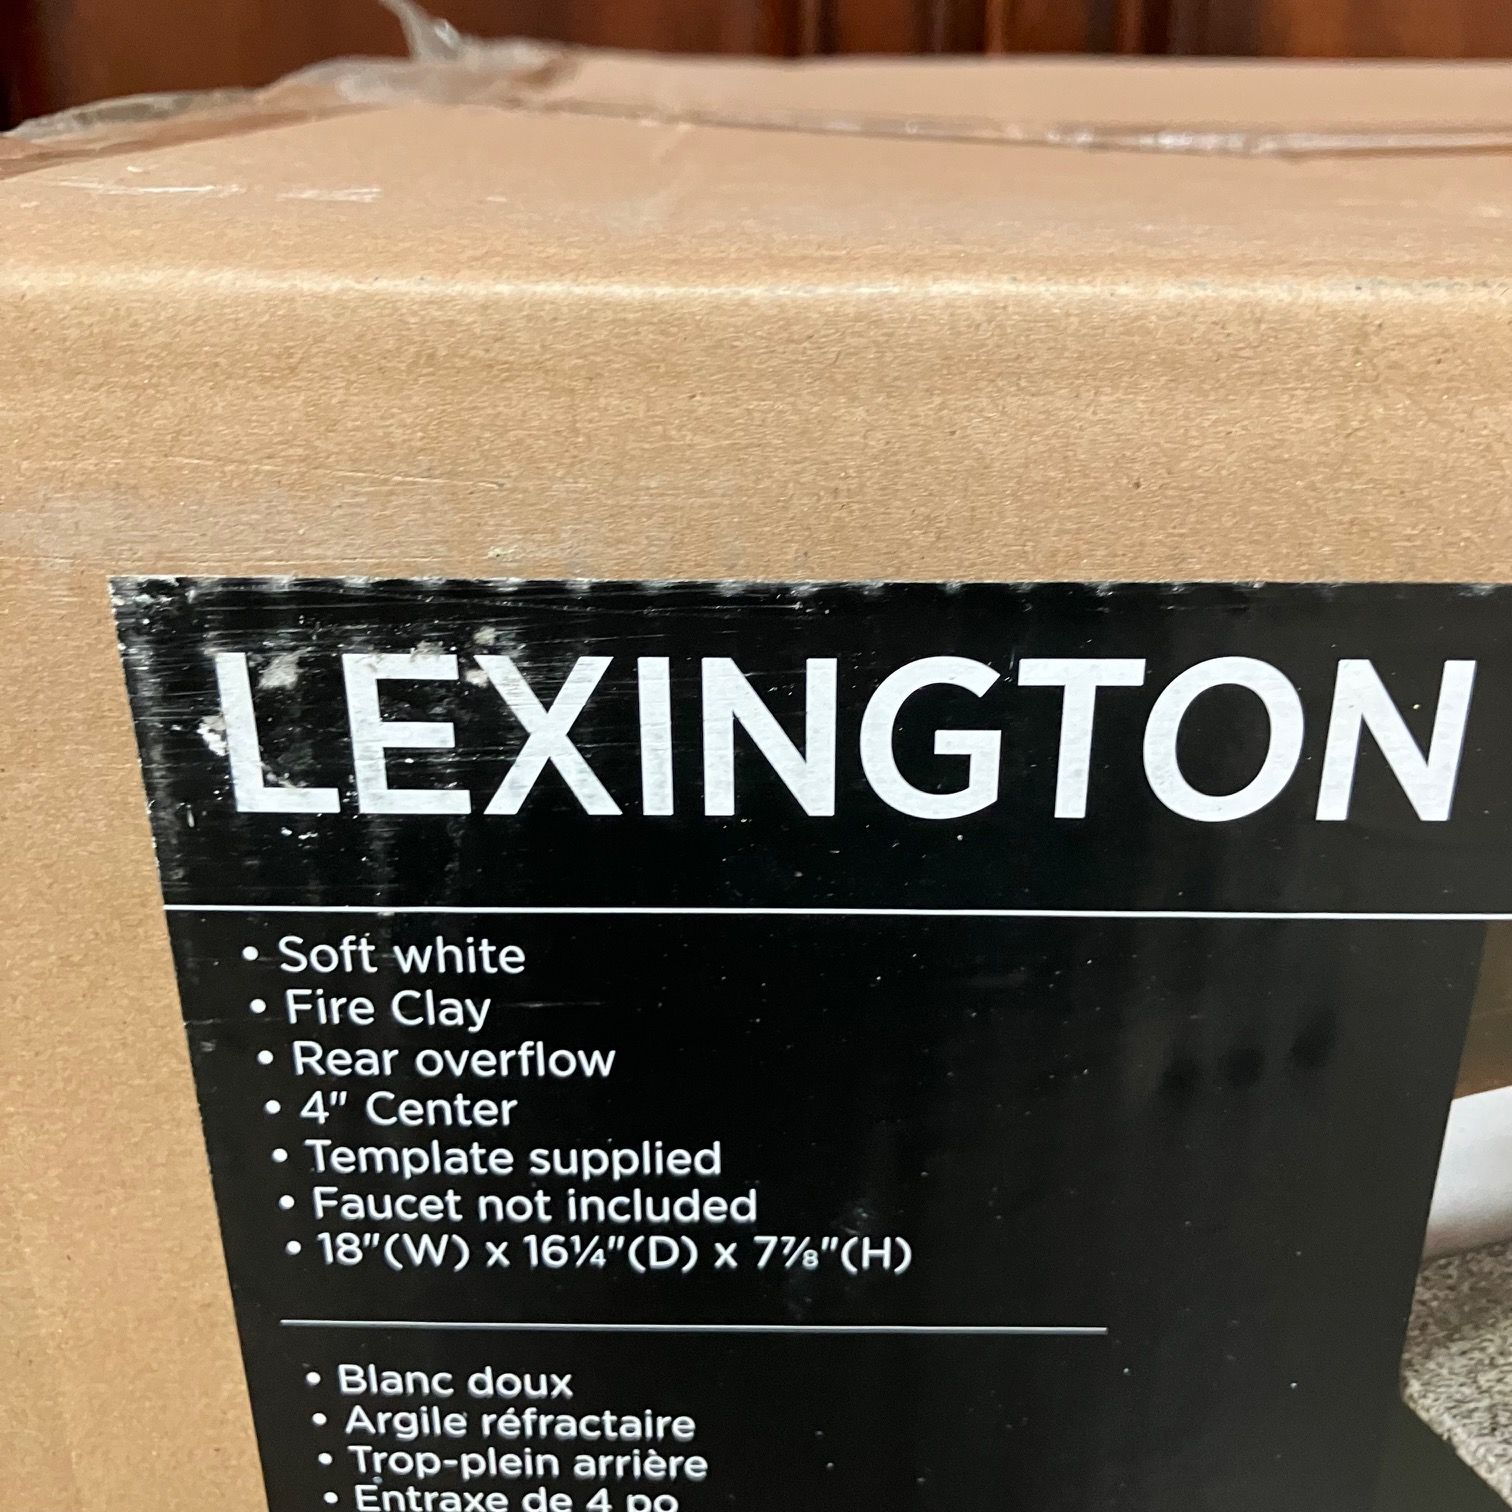 LEXINGTON
• Soft white
• Fire Clay
• Rear overflow
• 4" Center
• Template supplied
• Faucet not included
• 18"(W) x 16¼"(D) x 7⅞"(H)
• Blanc doux
• Argile réfractaire
• Trop-plein arrière
• Entraxe de 4 po